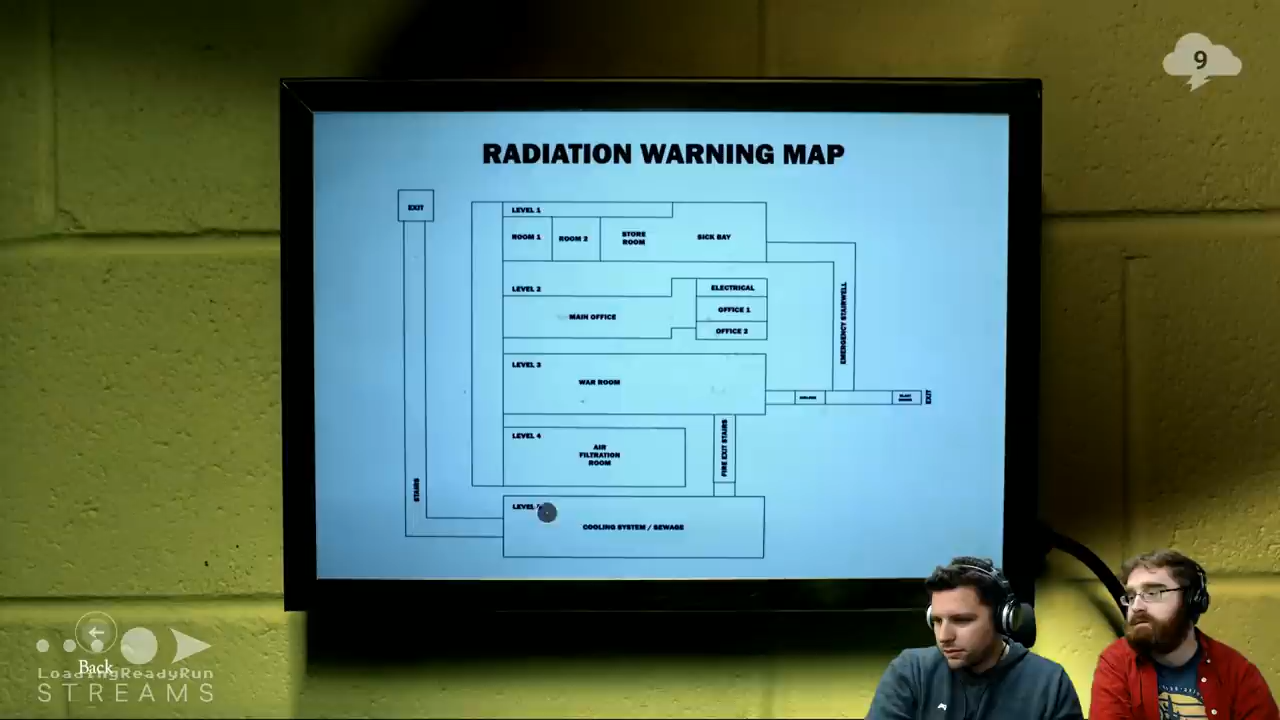 9
RADIATION WARNING MAP
EXIT
LEVEL 1
ROOM 1
ROOM 2
STORE
ROOM
SICK BAY
LEVEL 2
MAIN OFFICE
ELECTRICAL
OFFICE 1
OFFICE 2
EMERGENCY STAIRWELL
LEVEL 3
WAR ROOM
EXIT
LEVEL 4
AIR
FILTRATION
ROOM
FIRE EXIT STAIRS
STAIRS
LEVEL
COOLING SYSTEM / SEWAGE
Back
LoadingReadyRun
STREAMS